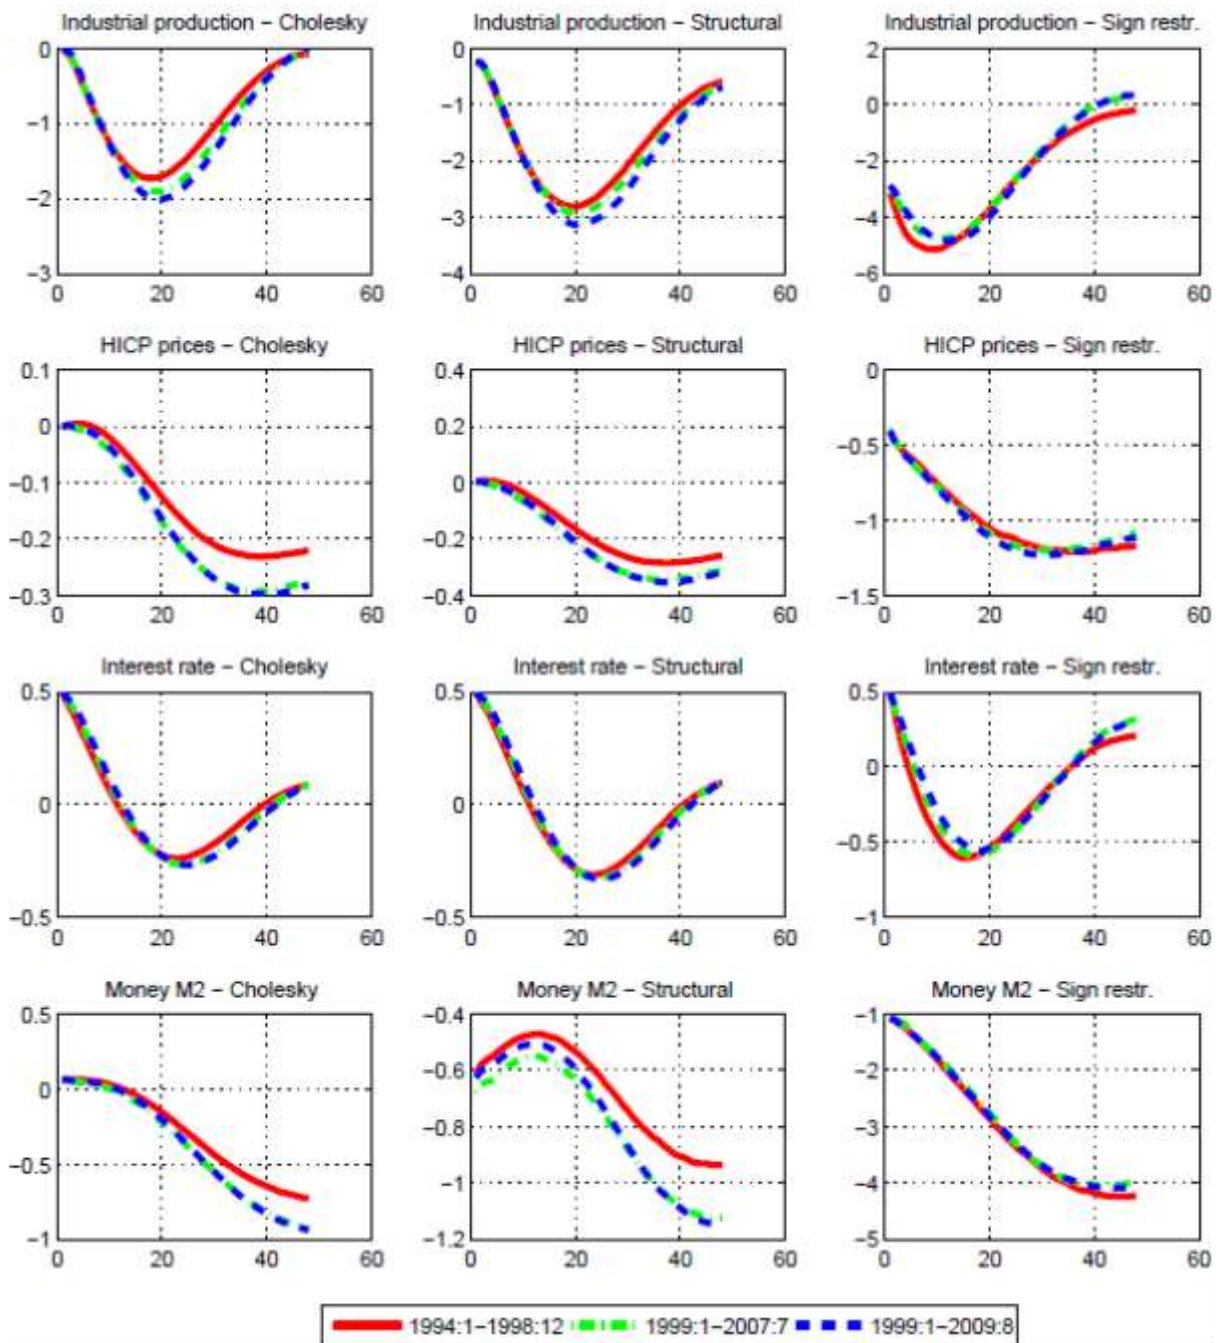 Industrial production – Cholesky
Industrial production – Structural
Industrial production – Sign restr.
0
−1
−2
−3
0 20 40 60
0
−1
−2
−3
−4
0 20 40 60
2
0
−2
−4
−6
0 20 40 60
HICP prices – Cholesky
HICP prices – Structural
HICP prices – Sign restr.
0.1
0
−0.1
−0.2
−0.3
0 20 40 60
0.4
0.2
0
−0.2
−0.4
0 20 40 60
0
−0.5
−1
−1.5
0 20 40 60
Interest rate – Cholesky
Interest rate – Structural
Interest rate – Sign restr.
0.5
0
−0.5
0 20 40 60
0.5
0
−0.5
0 20 40 60
0.5
0
−0.5
−1
0 20 40 60
Money M2 – Cholesky
Money M2 – Structural
Money M2 – Sign restr.
0.5
0
−0.5
−1
0 20 40 60
−0.4
−0.6
−0.8
−1
−1.2
0 20 40 60
−1
−2
−3
−4
−5
0 20 40 60
1994:1−1998:12 1999:1−2007:7 1999:1−2009:8